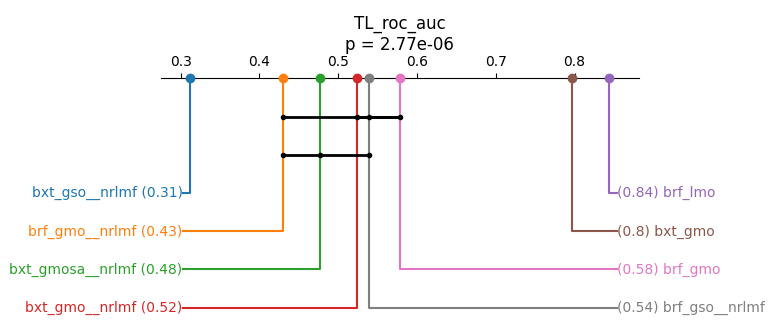 TL_roc_auc
p = 2.77e-06
0.3 0.4 0.5 0.6 0.7 0.8
bxt_gso__nrlmf (0.31) (0.84) brf_lmo
brf_gmo__nrlmf (0.43) (0.8) bxt_gmo
bxt_gmosa__nrlmf (0.48) (0.58) brf_gmo
bxt_gmo__nrlmf (0.52) (0.54) brf_gso__nrlmf